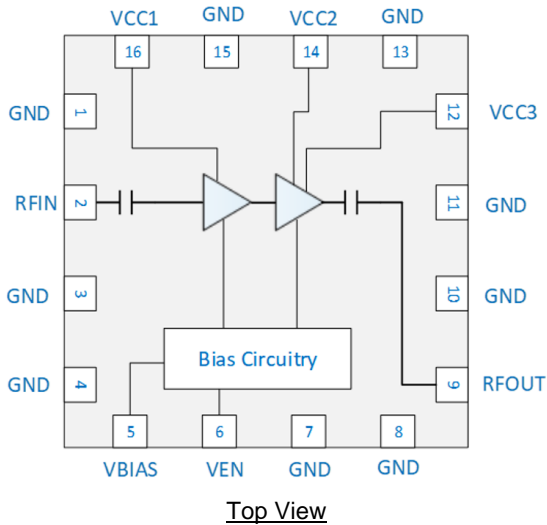 VCC1 GND VCC2 GND
16 15 14 13
GND 1 12 VCC3
RFIN 2 11 GND
GND 3 10 GND
Bias Circuitry
GND 4 9 RFOUT
5 6 7 8
VBIAS VEN GND GND
Top View